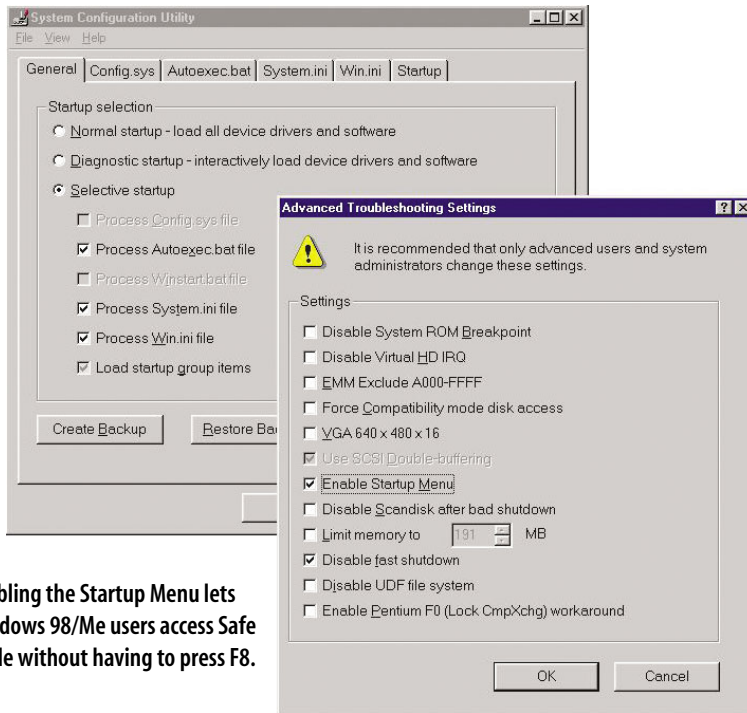 System Configuration Utility
File View Help
General Config.sys Autoexec.bat System.ini Win.ini Startup
Startup selection
Normal startup - load all device drivers and software
Diagnostic startup - interactively load device drivers and software
Selective startup
Process Config.sys file
Process Autoexec.bat file
Process Winstart.bat file
Process System.ini file
Process Win.ini file
Load startup group items
Create Backup
Restore Ba
Advanced Troubleshooting Settings
It is recommended that only advanced users and system
administrators change these settings.
Settings
Disable System ROM Breakpoint
Disable Virtual HD IRQ
EMM Exclude A000-FFFF
Force Compatibility mode disk access
VGA 640 x 480 x 16
Use SCSI Double-buffering
Enable Startup Menu
Disable Scandisk after bad shutdown
Limit memory to 191 MB
Disable fast shutdown
Disable UDF file system
Enable Pentium F0 (Lock CmpXchg) workaround
OK Cancel
bling the Startup Menu lets
dows 98/Me users access Safe
le without having to press F8.